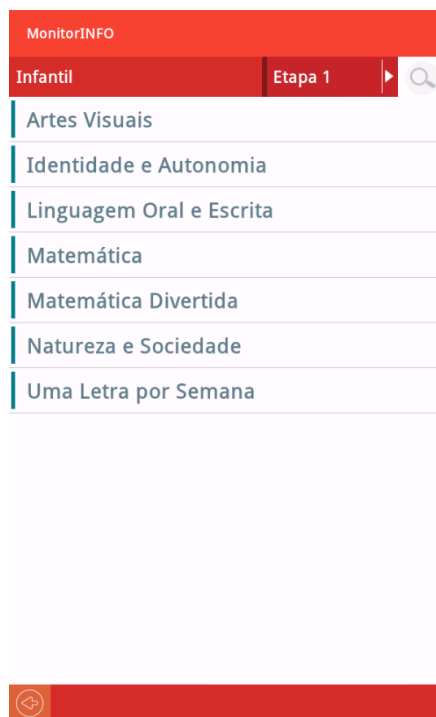 MonitorINFO
Infantil Etapa 1
Artes Visuais
Identidade e Autonomia
Linguagem Oral e Escrita
Matemática
Matemática Divertida
Natureza e Sociedade
Uma Letra por Semana